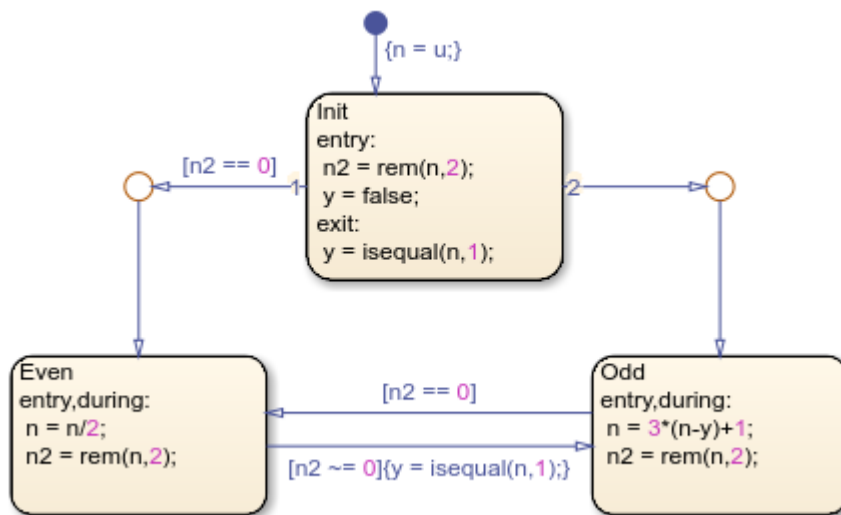 {n = u;}
Init
entry:
n2 = rem(n,2);
y = false;
exit:
y = isequal(n,1);
[n2 == 0]
1
2
Even
entry,during:
n = n/2;
n2 = rem(n,2);
[n2 == 0]
[n2 ~= 0]{y = isequal(n,1);}
Odd
entry,during:
n = 3*(n-y)+1;
n2 = rem(n,2);